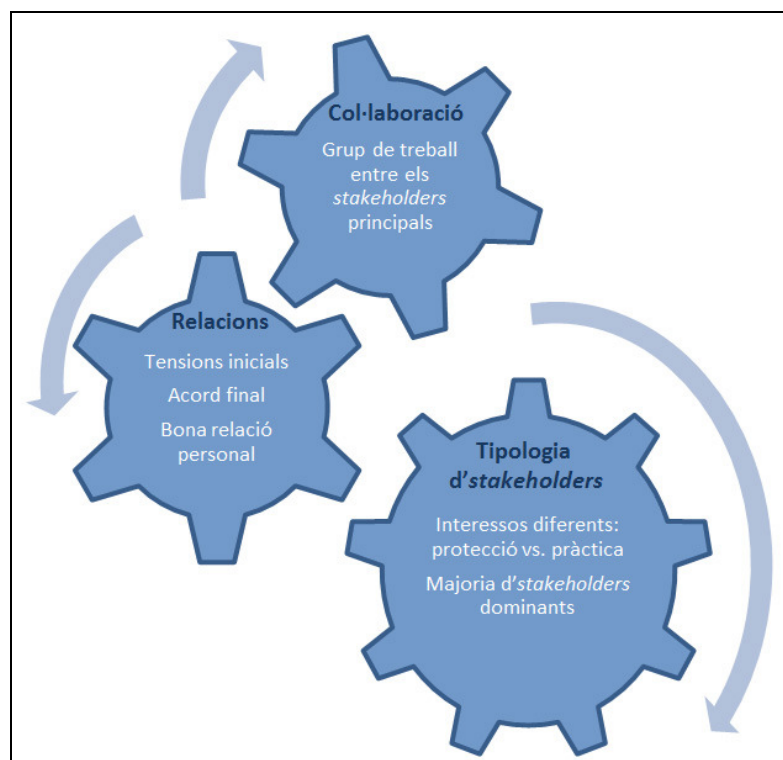 Col·laboració
Grup de treball
entre els
stakeholders
principals
Relacions
Tensions inicials
Acord final
Bona relació
personal
Tipologia
d'stakeholders
Interessos diferents:
protecció vs. pràctica
Majoria d'stakeholders
dominants